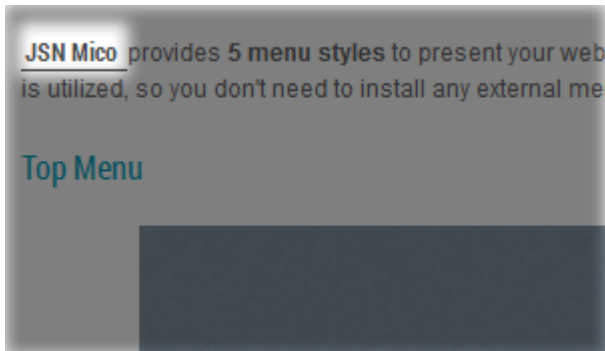 JSN Mico provides 5 menu styles to present your web
is utilized, so you don't need to install any external me
Top Menu